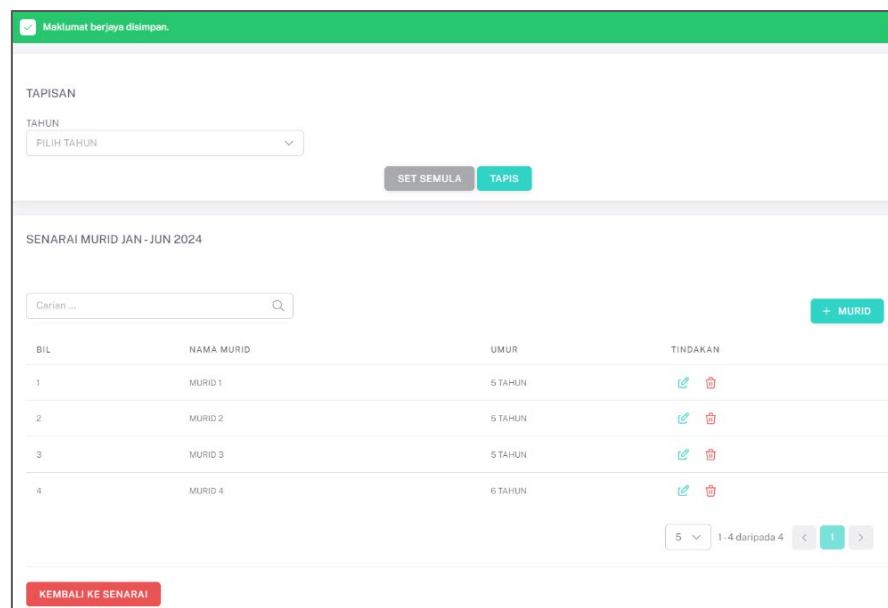 Maklumat berjaya disimpan.
TAPISAN
TAHUN
PILIH TAHUN
SET SEMULA TAPIS
SENARAI MURID JAN - JUN 2024
Carian ...
+ MURID
BIL NAMA MURID UMUR TINDAKAN
1 MURID 1 5 TAHUN
2 MURID 2 5 TAHUN
3 MURID 3 5 TAHUN
4 MURID 4 6 TAHUN
5 1 - 4 daripada 4 < 1 >
KEMBALI KE SENARAI